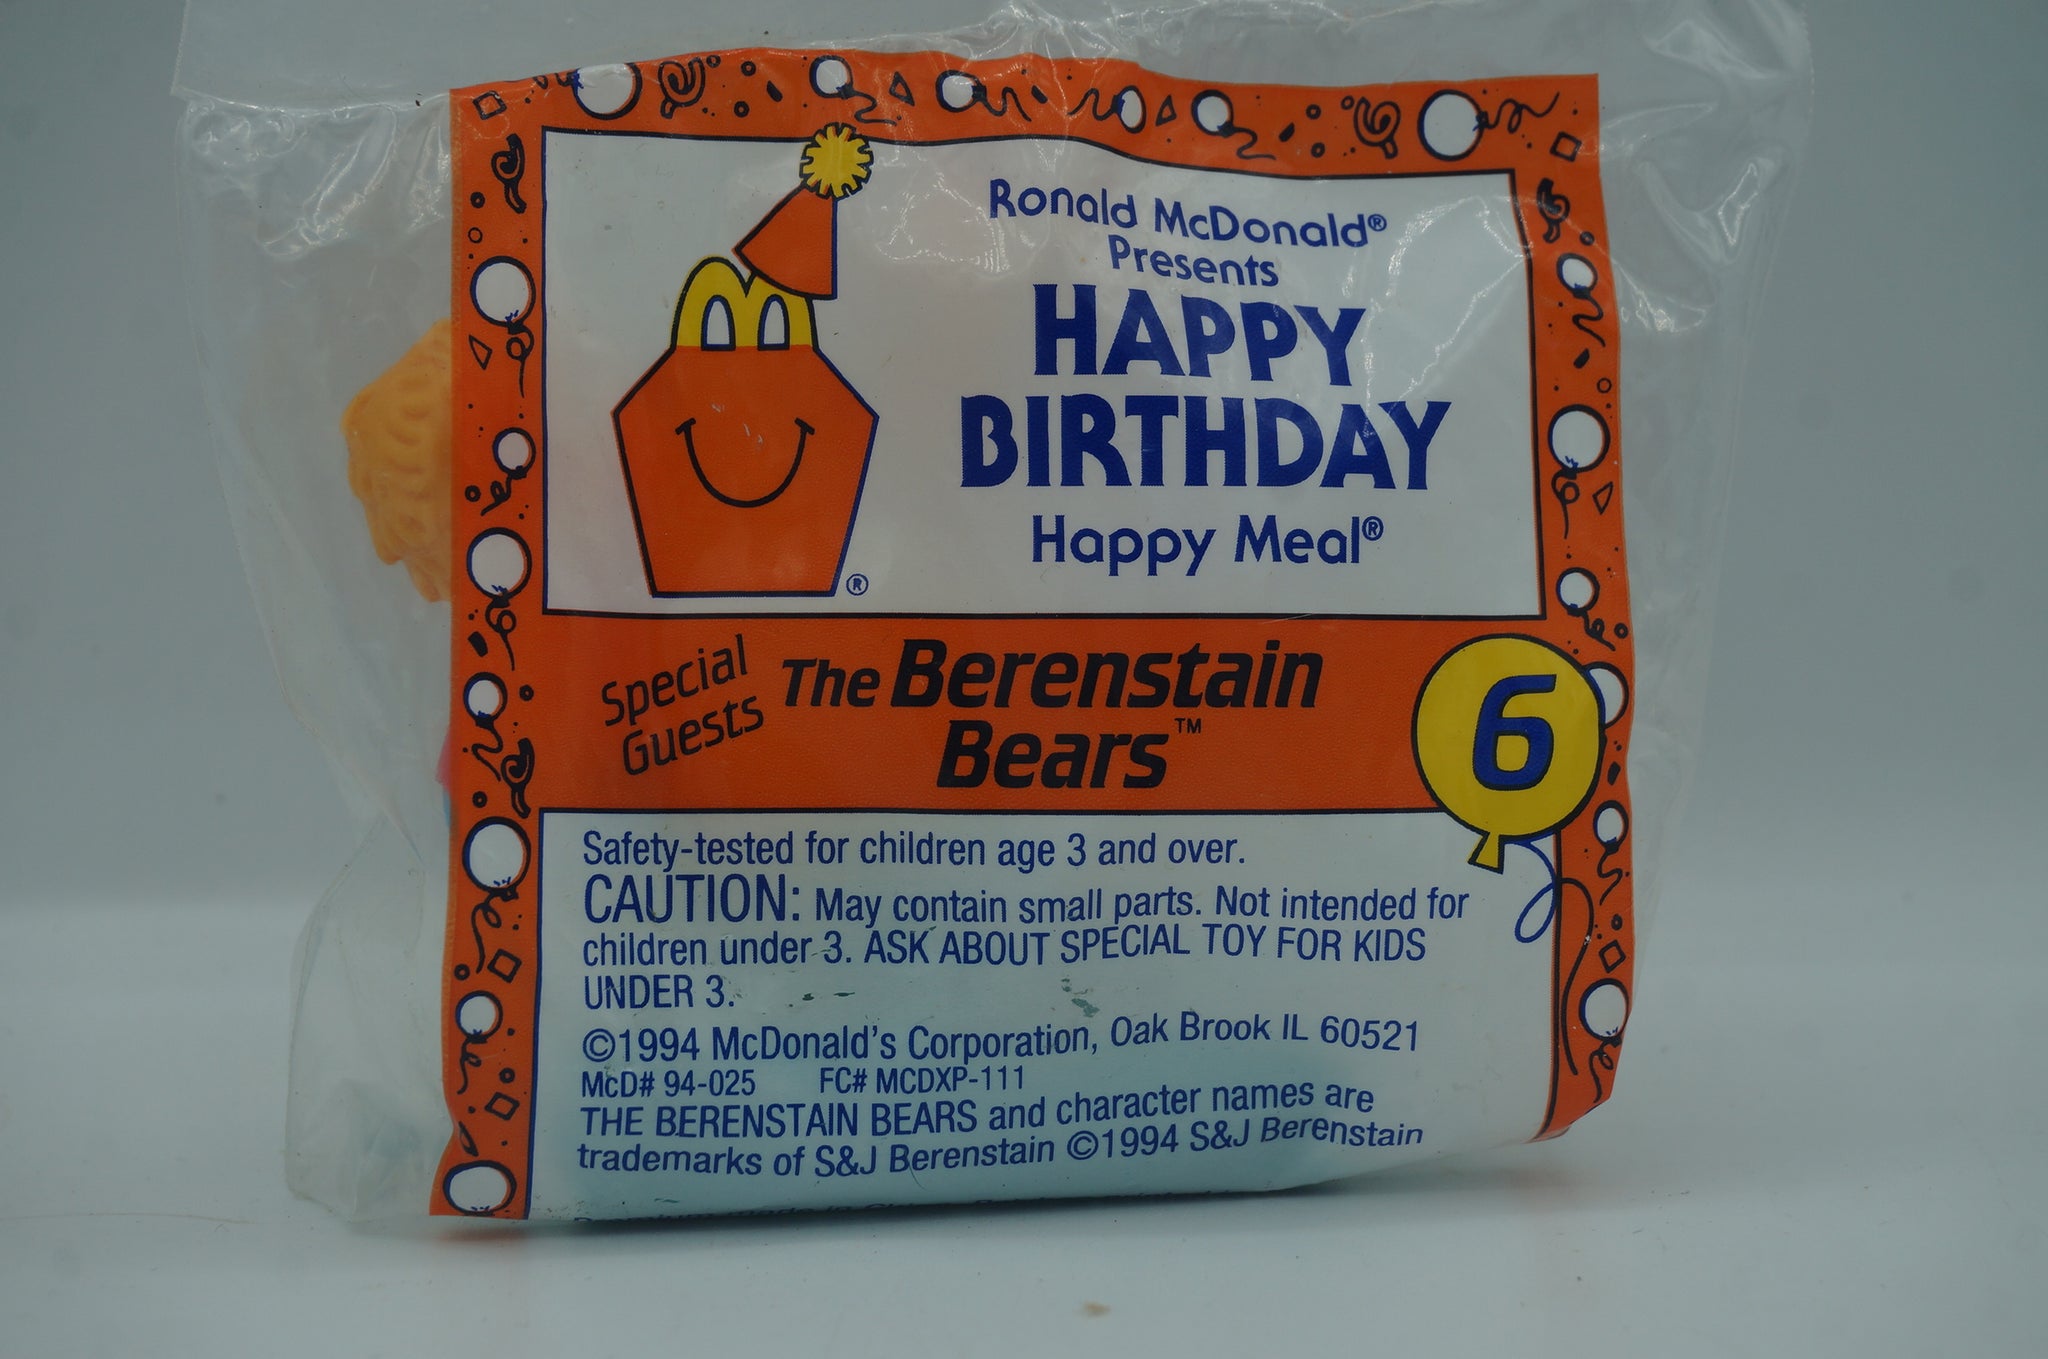 Ronald McDonald®
Presents
HAPPY
BIRTHDAY
Happy Meal®
®
Special
Guests
The Berenstain
Bears™
6
Safety-tested for children age 3 and over.
CAUTION: May contain small parts. Not intended for
children under 3. ASK ABOUT SPECIAL TOY FOR KIDS
UNDER 3.
©1994 McDonald's Corporation, Oak Brook IL 60521
McD# 94-025 FC# MCDXP-111
THE BERENSTAIN BEARS and character names are
trademarks of S&J Berenstain ©1994 S&J Berenstain